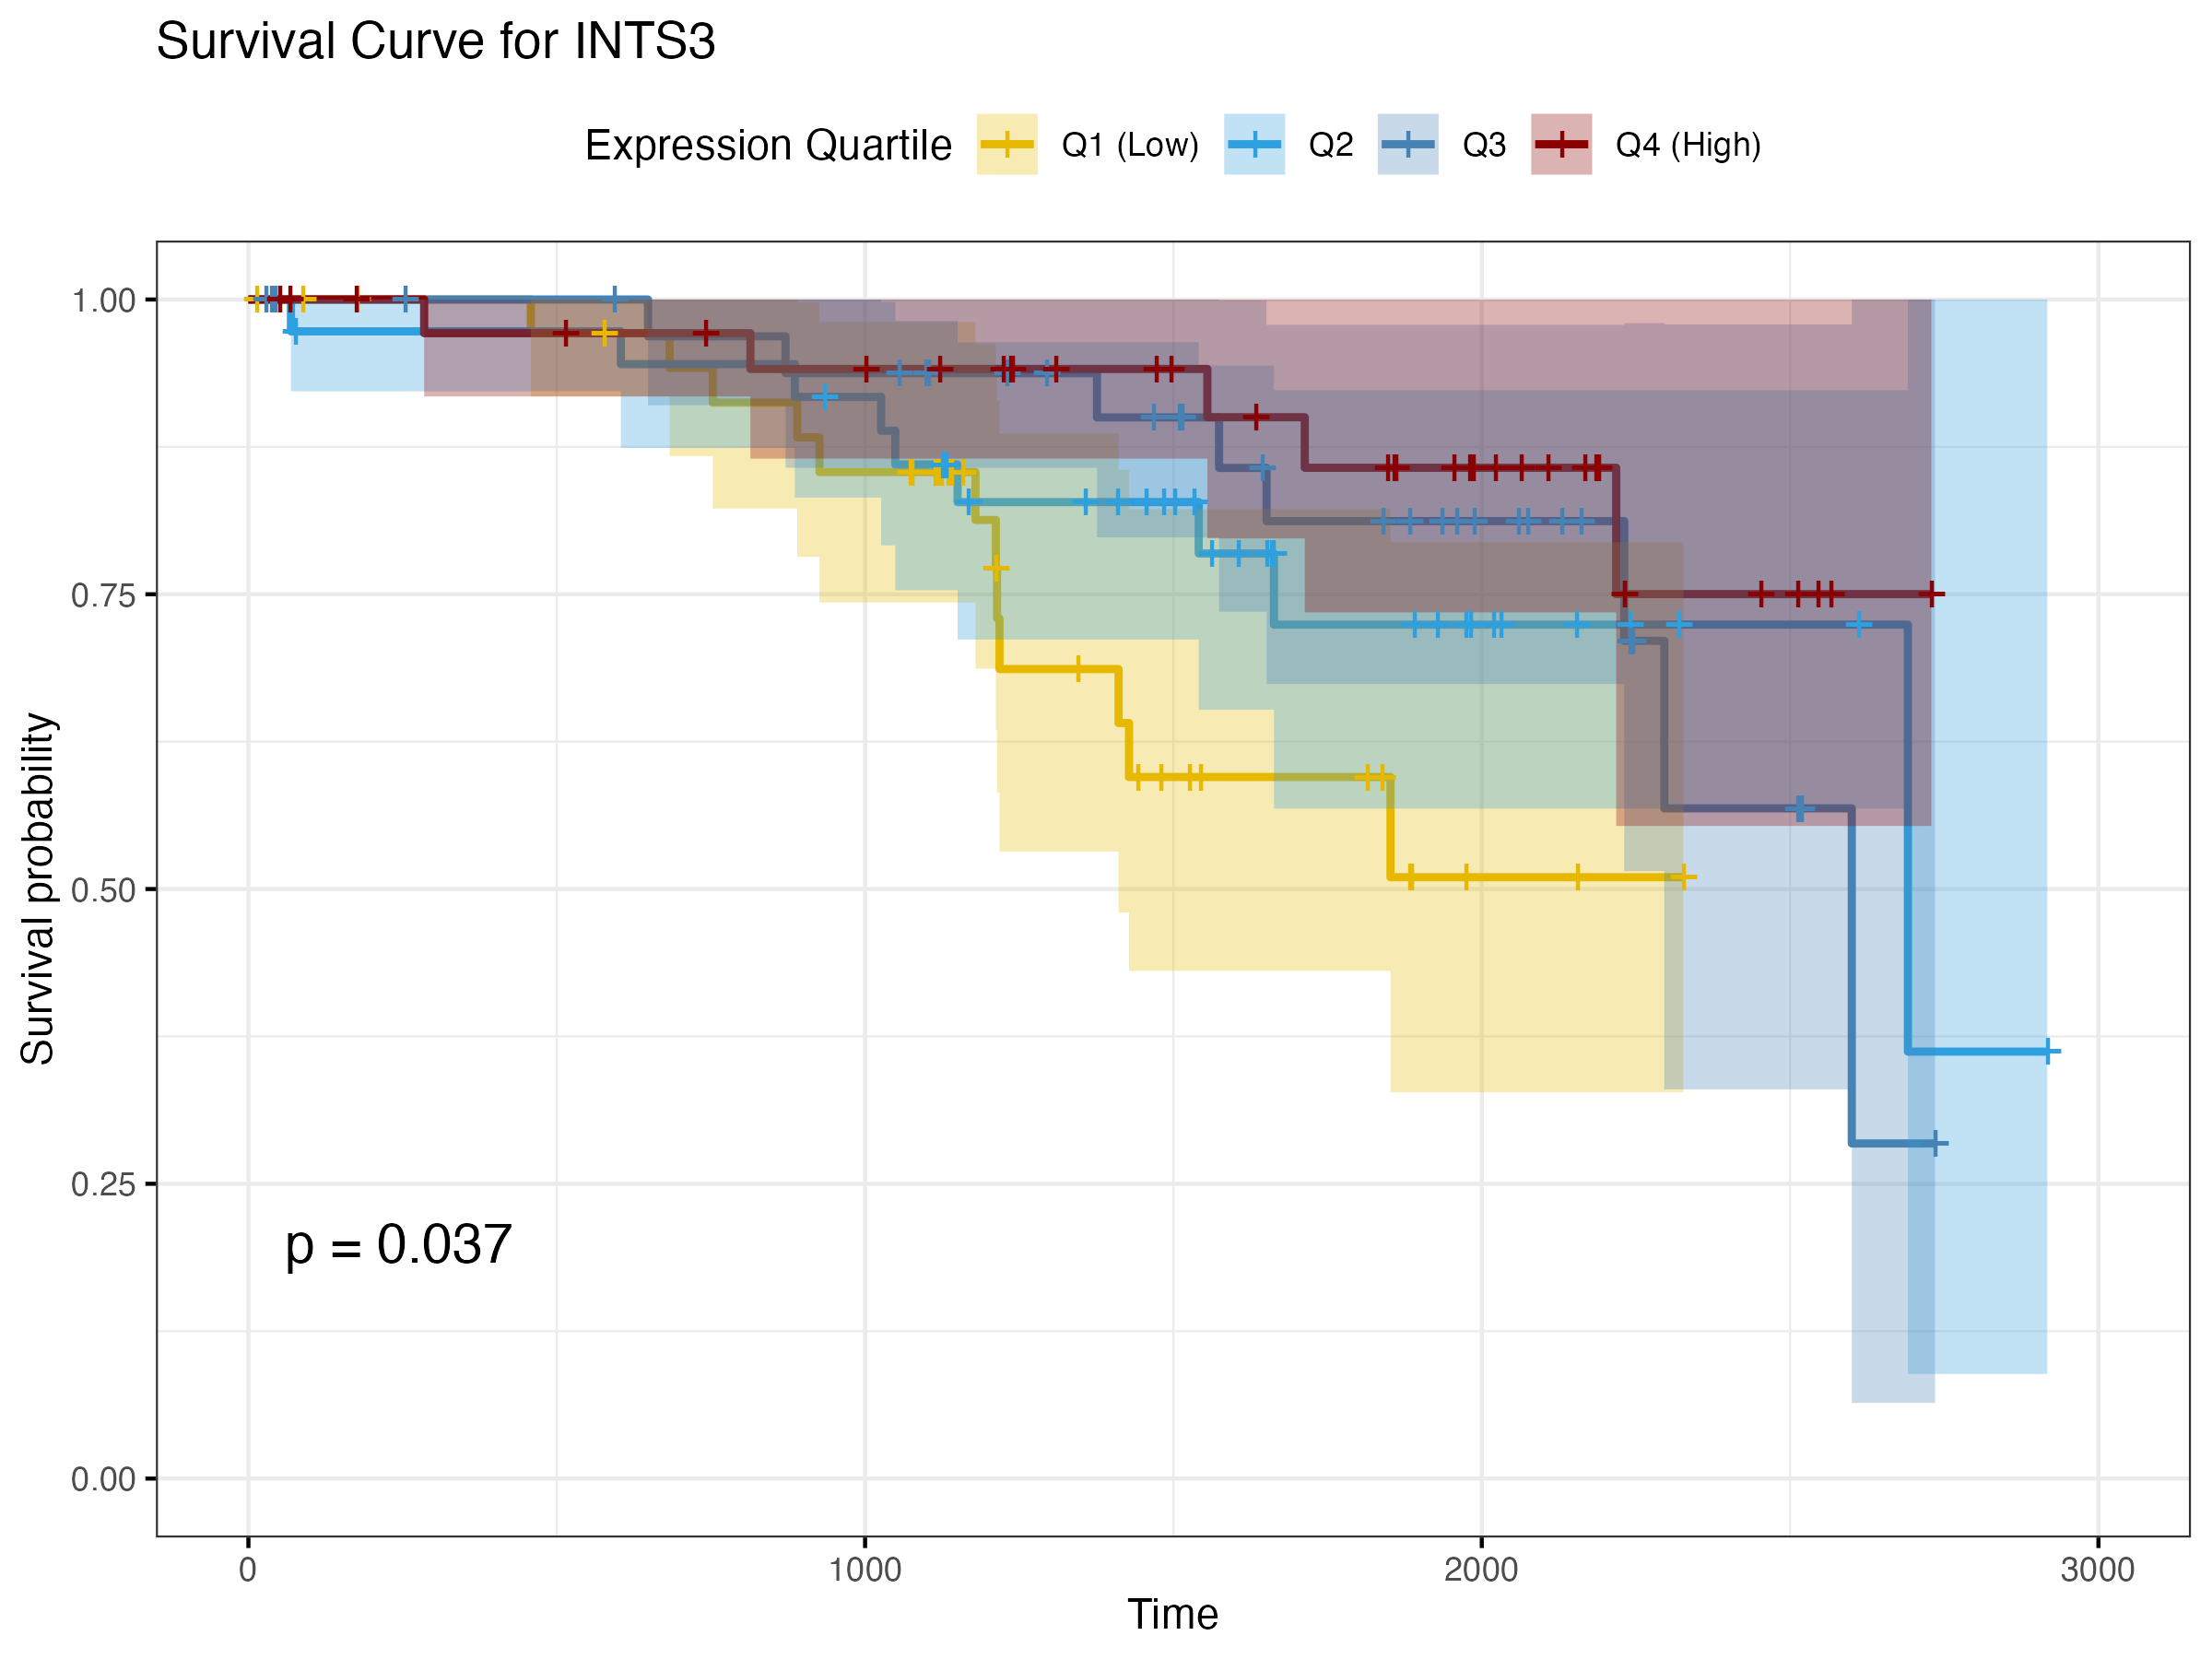 Survival Curve for INTS3
Expression Quartile Q1 (Low) Q2 Q3 Q4 (High)
Survival probability
1.00
0.75
0.50
0.25
0.00
p = 0.037
0 1000 2000 3000
Time